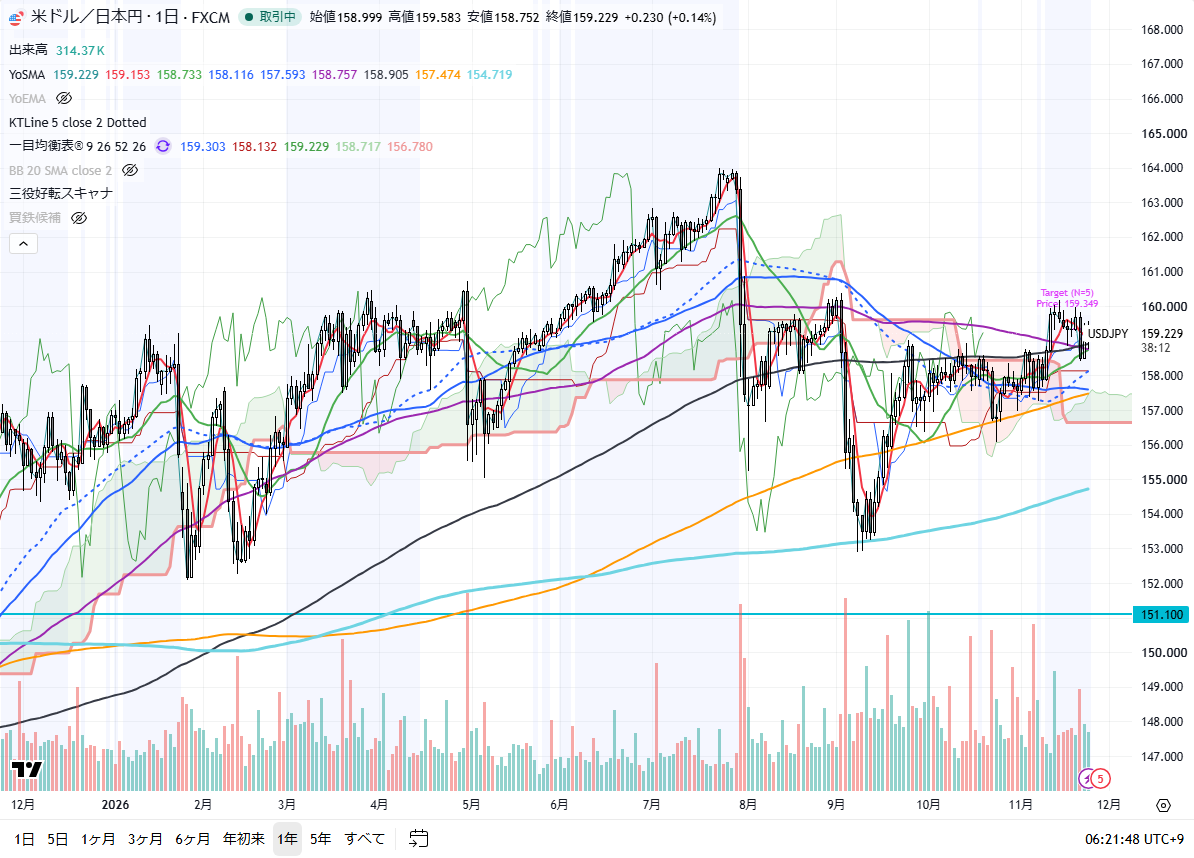 米ドル／日本円 · 1日 · FXCM 取引中 始値158.999 高値159.583 安値158.752 終値159.229 +0.230 (+0.14%)
出来高 314.37K
YoSMA 159.229 159.153 158.733 158.116 157.593 158.757 158.905 157.474 154.719
YoEMA
KTLine 5 close 2 Dotted
一目均衡表® 9 26 52 26 159.303 158.132 159.229 158.717 156.780
BB 20 SMA close 2
三役好転スキャナ
買鉄候補
168.000
167.000
166.000
165.000
164.000
163.000
162.000
161.000
160.000
159.229
38:12
158.000
157.000
156.000
155.000
154.000
153.000
152.000
151.100
150.000
149.000
148.000
147.000
Target (N=5)
Price: 159.349
USDJPY
5
12月 2026 2月 3月 4月 5月 6月 7月 8月 9月 10月 11月 12月
1日 5日 1ヶ月 3ヶ月 6ヶ月 年初来 1年 5年 すべて 06:21:48 UTC+9